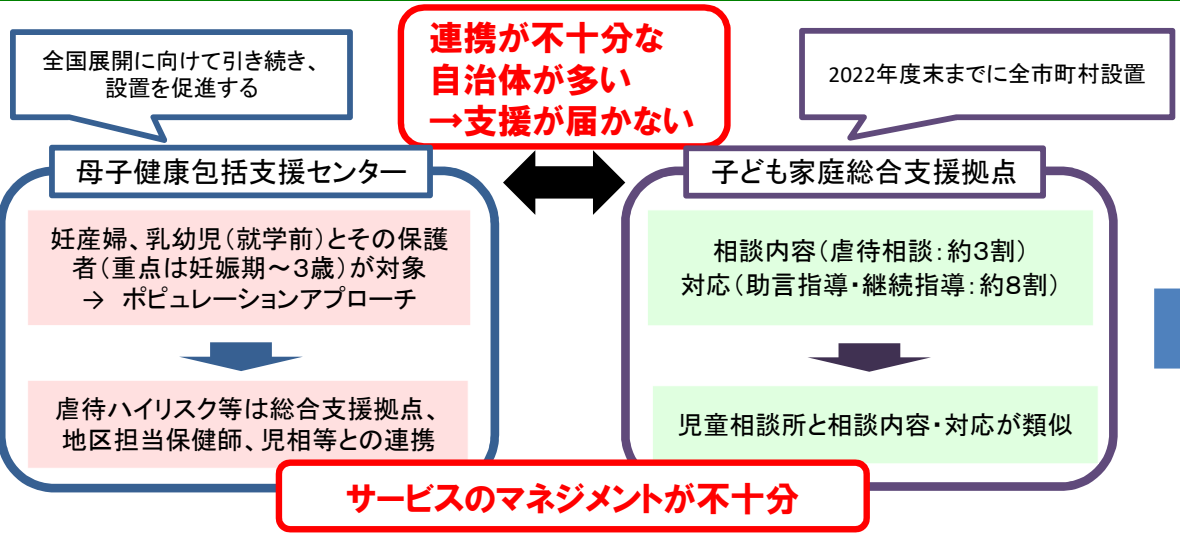 全国展開に向けて引き続き、
設置を促進する
連携が不十分な
自治体が多い
→支援が届かない
2022年度末までに全市町村設置
母子健康包括支援センター
妊産婦、乳幼児(就学前)とその保護
者(重点は妊娠期~3歳)が対象
→ ポピュレーションアプローチ
虐待ハイリスク等は総合支援拠点、
地区担当保健師、児相等との連携
子ども家庭総合支援拠点
相談内容(虐待相談:約3割)
対応(助言指導・継続指導:約8割)
児童相談所と相談内容・対応が類似
サービスのマネジメントが不十分